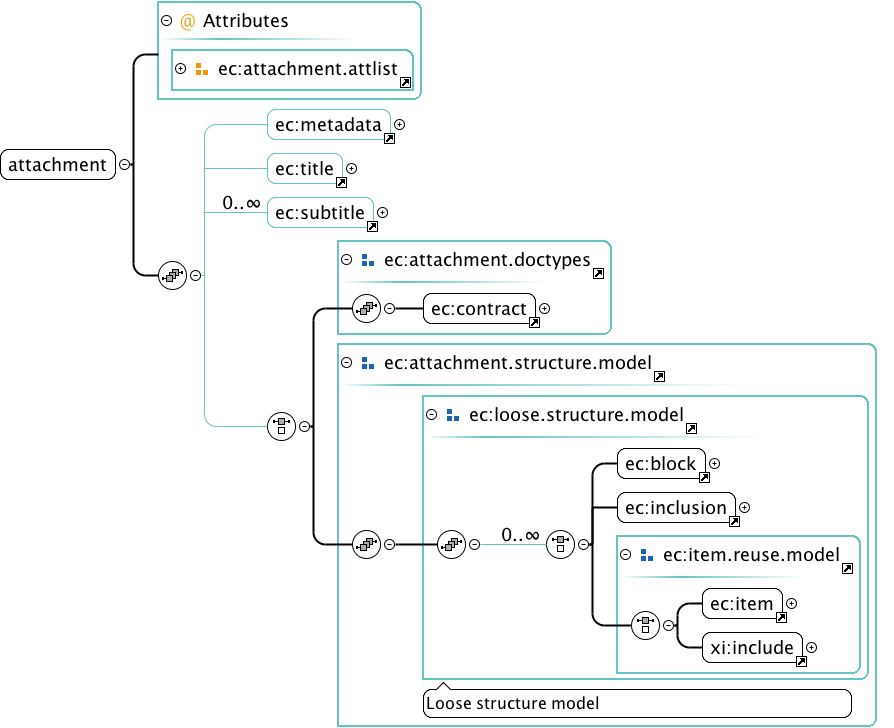 @ Attributes
ec:attachment.attlist
attachment
ec:metadata
ec:title
0..∞
ec:subtitle
ec:attachment.doctypes
ec:contract
ec:attachment.structure.model
ec:loose.structure.model
ec:block
ec:inclusion
0..∞
ec:item.reuse.model
ec:item
xi:include
Loose structure model